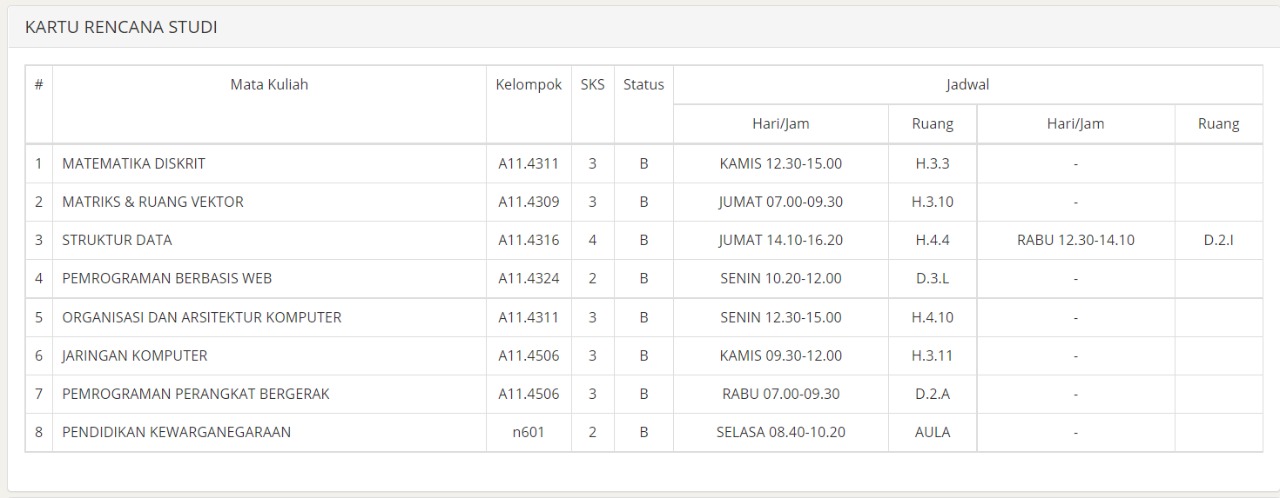 KARTU RENCANA STUDI
# Mata Kuliah Kelompok SKS Status Jadwal
Hari/Jam Ruang Hari/Jam Ruang
1 MATEMATIKA DISKRIT A11.4311 3 B KAMIS 12.30-15.00 H.3.3 -
2 MATRIKS & RUANG VEKTOR A11.4309 3 B JUMAT 07.00-09.30 H.3.10 -
3 STRUKTUR DATA A11.4316 4 B JUMAT 14.10-16.20 H.4.4 RABU 12.30-14.10 D.2.I
4 PEMROGRAMAN BERBASIS WEB A11.4324 2 B SENIN 10.20-12.00 D.3.L -
5 ORGANISASI DAN ARSITEKTUR KOMPUTER A11.4311 3 B SENIN 12.30-15.00 H.4.10 -
6 JARINGAN KOMPUTER A11.4506 3 B KAMIS 09.30-12.00 H.3.11 -
7 PEMROGRAMAN PERANGKAT BERGERAK A11.4506 3 B RABU 07.00-09.30 D.2.A -
8 PENDIDIKAN KEWARGANEGARAAN n601 2 B SELASA 08.40-10.20 AULA -